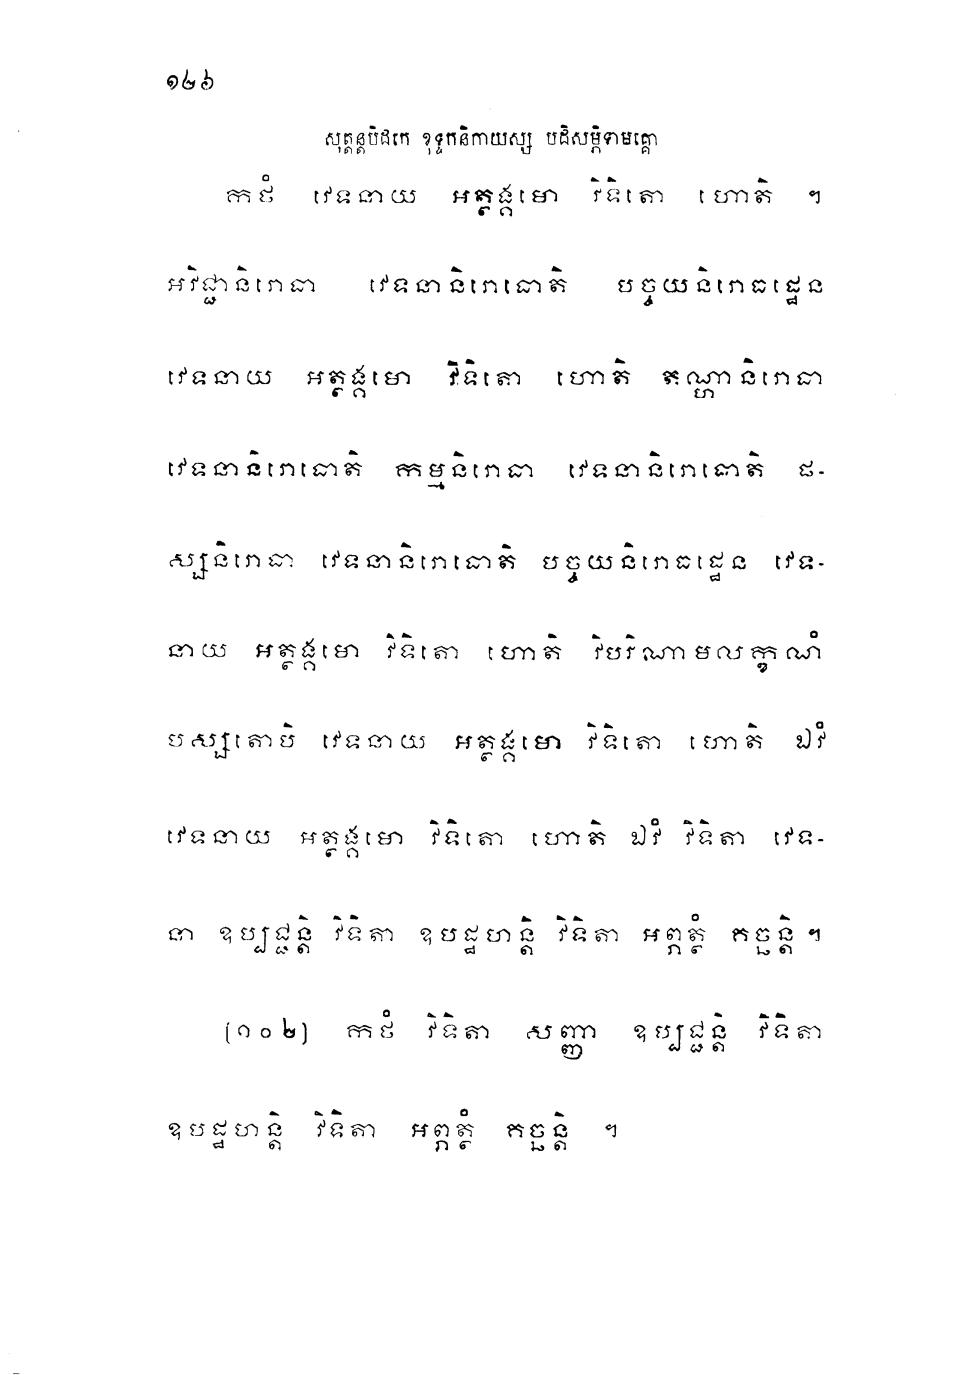 ១៤៦
សុត្តន្តបិដកេ ខុទ្ទកនិកាយស្ស បដិសម្ភិទាមគ្គោ
កថំ វេទនាយ អត្ថង្គមោ វិទិតោ ហោតិ ។
អវិជ្ជានិរោធា វេទនានិរោធោតិ បច្ចយនិរោធដ្ឋេន
វេទនាយ អត្ថង្គមោ វិទិតោ ហោតិ តណ្ហានិរោធា
វេទនានិរោធោតិ កម្មនិរោធា វេទនានិរោធោតិ ផ-
ស្សនិរោធា វេទនានិរោធោតិ បច្ចយនិរោធដ្ឋេន វេទ-
នាយ អត្ថង្គមោ វិទិតោ ហោតិ វិបរិណាមលក្ខណំ
បស្សតោបិ វេទនាយ អត្ថង្គមោ វិទិតោ ហោតិ ឯវំ
វេទនាយ អត្ថង្គមោ វិទិតោ ហោតិ ឯវំ វិទិតា វេទ-
នា ឧប្បជ្ជន្តិ វិទិតា ឧបដ្ឋហន្តិ វិទិតា អព្ភត្ថំ គច្ឆន្តិ ។
(១០២) កថំ វិទិតា សញ្ញា ឧប្បជ្ជន្តិ វិទិតា
ឧបដ្ឋហន្តិ វិទិតា អព្ភត្ថំ គច្ឆន្តិ ។